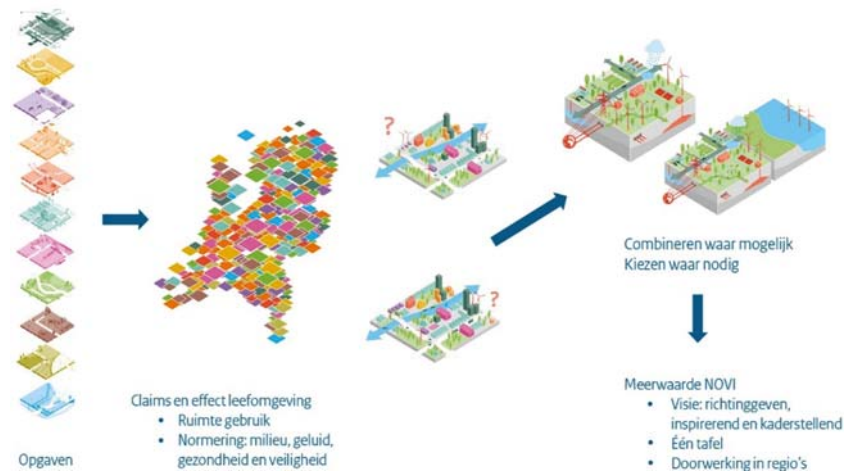 Opgaven
Claims en effect leefomgeving
• Ruimte gebruik
• Normering: milieu, geluid,
gezondheid en veiligheid
?
?
Combineren waar mogelijk
Kiezen waar nodig
Meerwaarde NOVI
• Visie: richtinggeven,
inspirerend en kaderstellend
• Één tafel
• Doorwerking in regio's